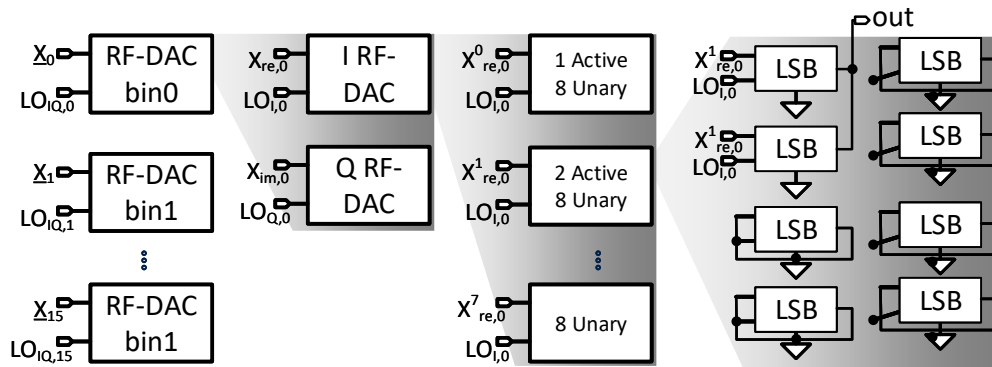 X0
LOIQ,0
RF-DAC
bin0
X1
LOIQ,1
RF-DAC
bin1
X15
LOIQ,15
RF-DAC
bin1
Xre,0
LOI,0
I RF-
DAC
Xim,0
LOQ,0
Q RF-
DAC
X0re,0
LOI,0
1 Active
8 Unary
X1re,0
LOI,0
2 Active
8 Unary
X7re,0
LOI,0
8 Unary
out
X1re,0
LOI,0
LSB
LSB
X1re,0
LOI,0
LSB
LSB
LSB
LSB
LSB
LSB